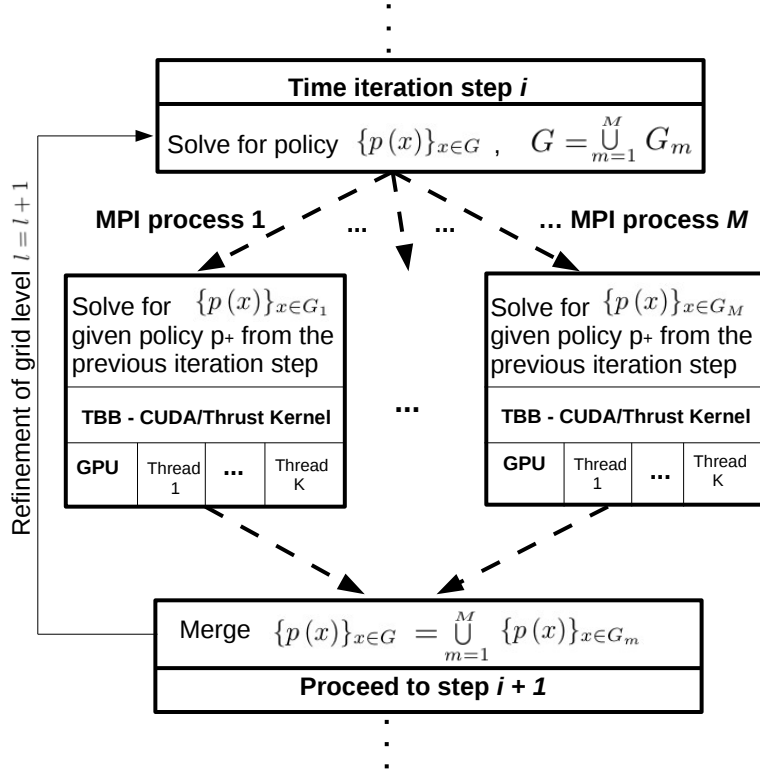 Time iteration step i
Solve for policy {p (x)}x∈G , G = ⋃ᴹm=1 Gm
MPI process 1 ... ... ... MPI process M
Refinement of grid level l = l + 1
Solve for {p (x)}x∈G1
given policy p+ from the
previous iteration step
TBB - CUDA/Thrust Kernel
GPU Thread 1 ... Thread K
...
Solve for {p (x)}x∈GM
given policy p+ from the
previous iteration step
TBB - CUDA/Thrust Kernel
GPU Thread 1 ... Thread K
Merge {p (x)}x∈G = ⋃ᴹm=1 {p (x)}x∈Gm
Proceed to step i + 1